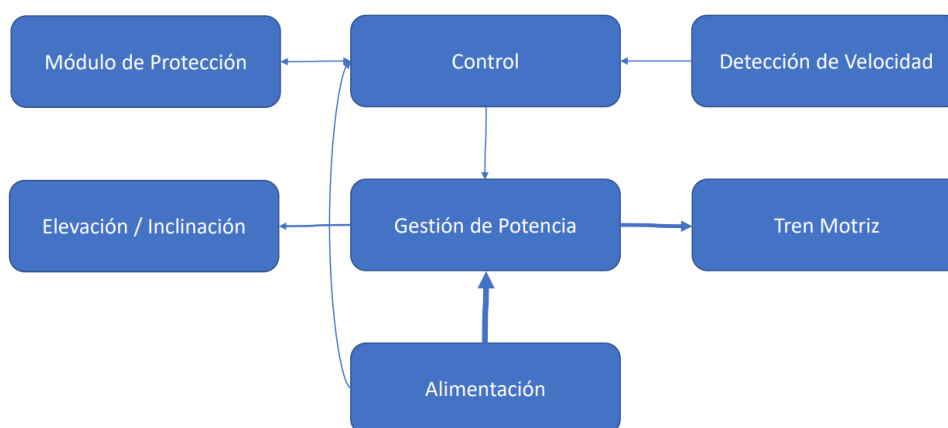 Módulo de Protección
Control
Detección de Velocidad
Elevación / Inclinación
Gestión de Potencia
Tren Motriz
Alimentación